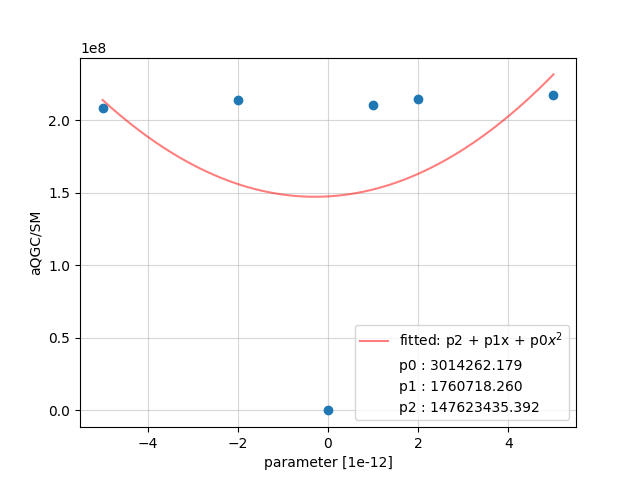 1e8
aQGC/SM
2.0
1.5
1.0
0.5
0.0
fitted: p2 + p1x + p0x²
p0 : 3014262.179
p1 : 1760718.260
p2 : 147623435.392
−4 −2 0 2 4
parameter [1e-12]